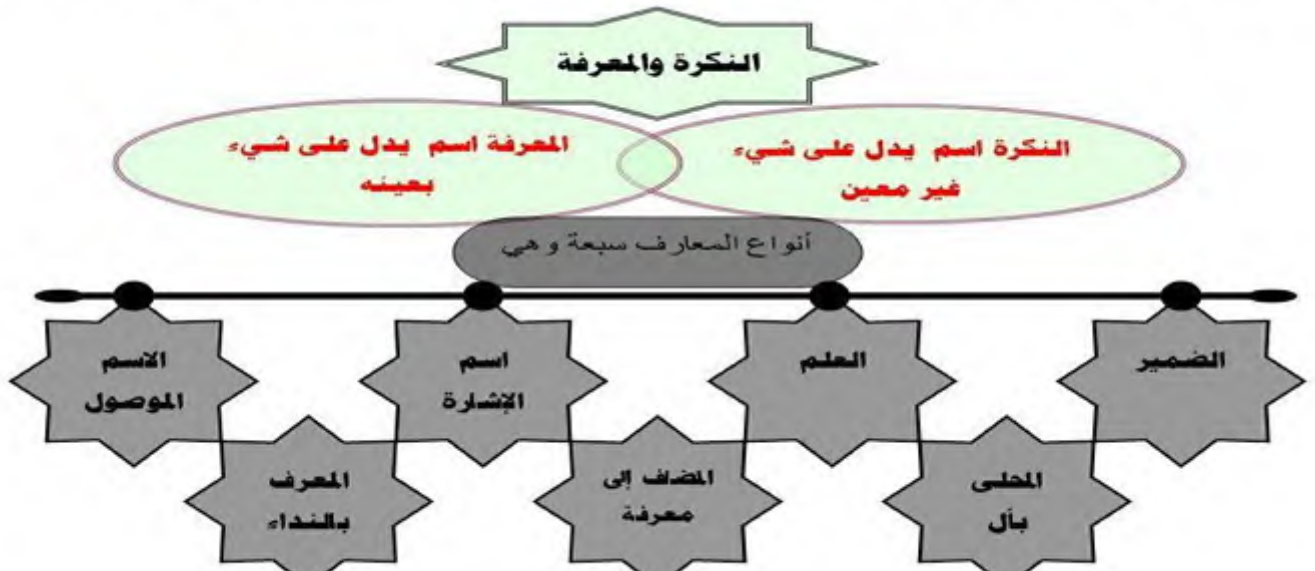 النكرة والمعرفة
النكرة اسم يدل على شيء
غير معين
المعرفة اسم يدل على شيء
بعينه
أنواع المعارف سبعة وهي
الضمير
العلم
اسم
الإشارة
الاسم
الموصول
المحلى
بأل
المضاف إلى
معرفة
المعرف
بالنداء